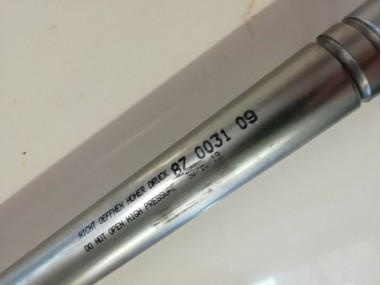 NICHT OEFFNEN HOHER DRUCK 87 0031 09
DO NOT OPEN HIGH PRESSURE